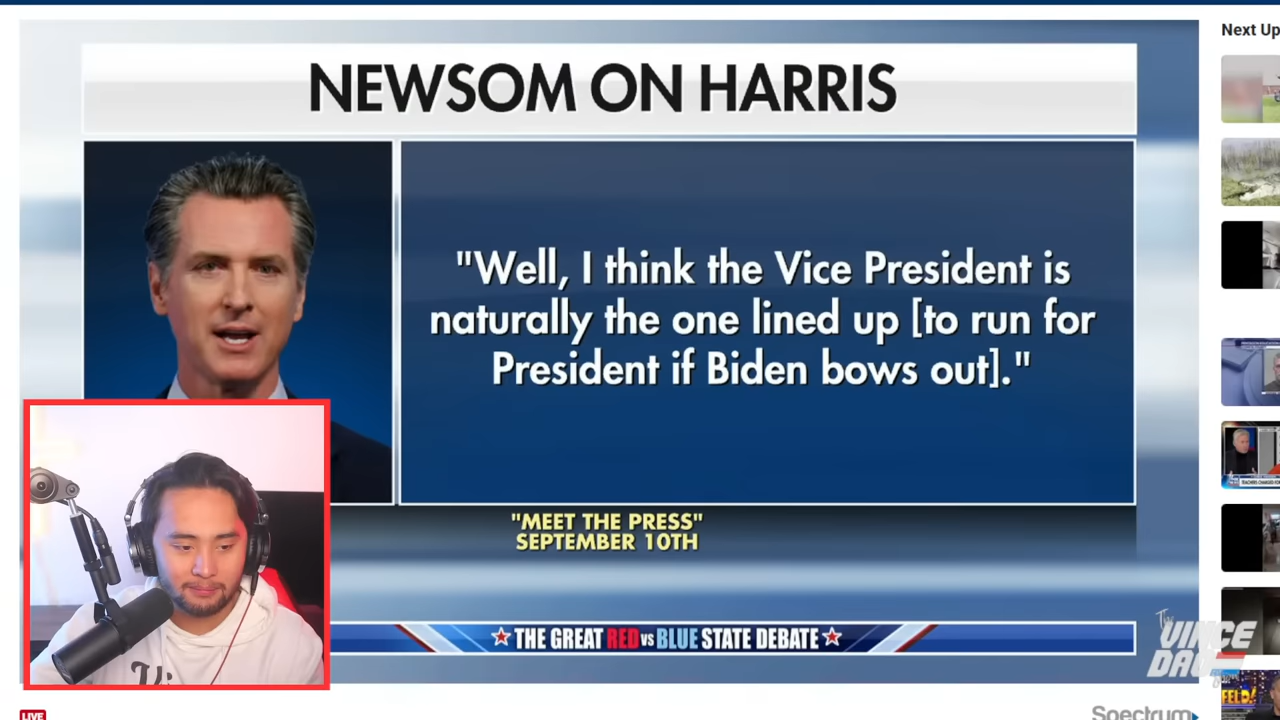 Next Up
NEWSOM ON HARRIS
"Well, I think the Vice President is
naturally the one lined up [to run for
President if Biden bows out]."
"MEET THE PRESS"
SEPTEMBER 10TH
THE GREAT RED VS BLUE STATE DEBATE
The
VINCE
DAO
LIVE
Spectrum
FELD!